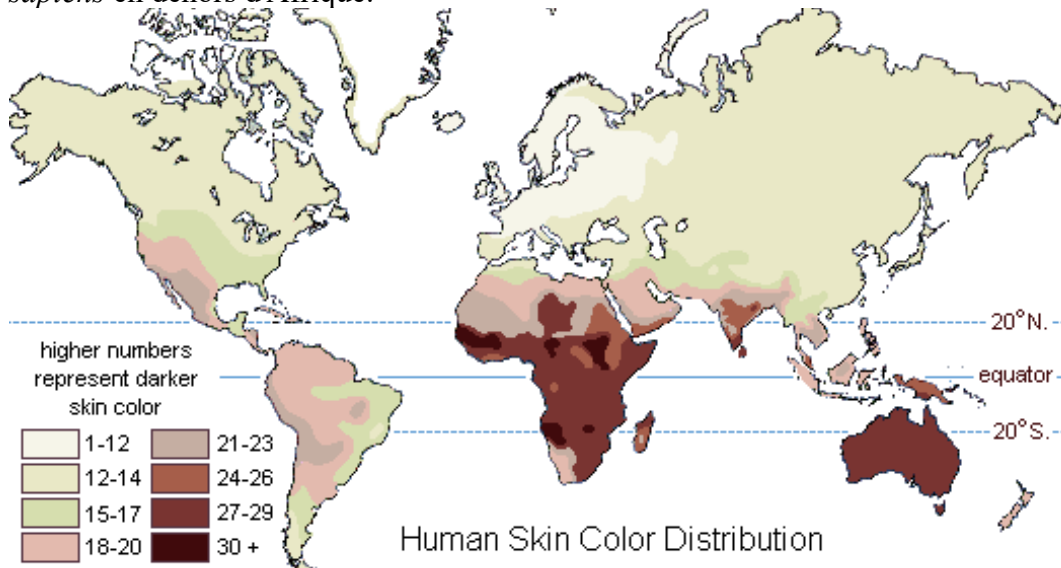 sapiens en dehors d'Afrique.
20°N.
higher numbers
represent darker
skin color
equator
20°S.
1-12
21-23
12-14
24-26
15-17
27-29
18-20
30 +
Human Skin Color Distribution